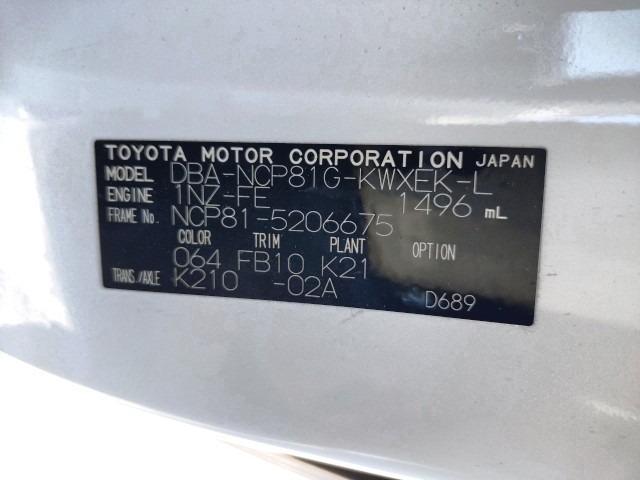 TOYOTA MOTOR CORPORATION JAPAN
MODEL DBA-NCP81G-KWXEK-L
ENGINE 1NZ-FE 1496 mL
FRAME No. NCP81-5206675
COLOR TRIM PLANT OPTION
064 FB10 K21
TRANS./AXLE K210 -02A D689